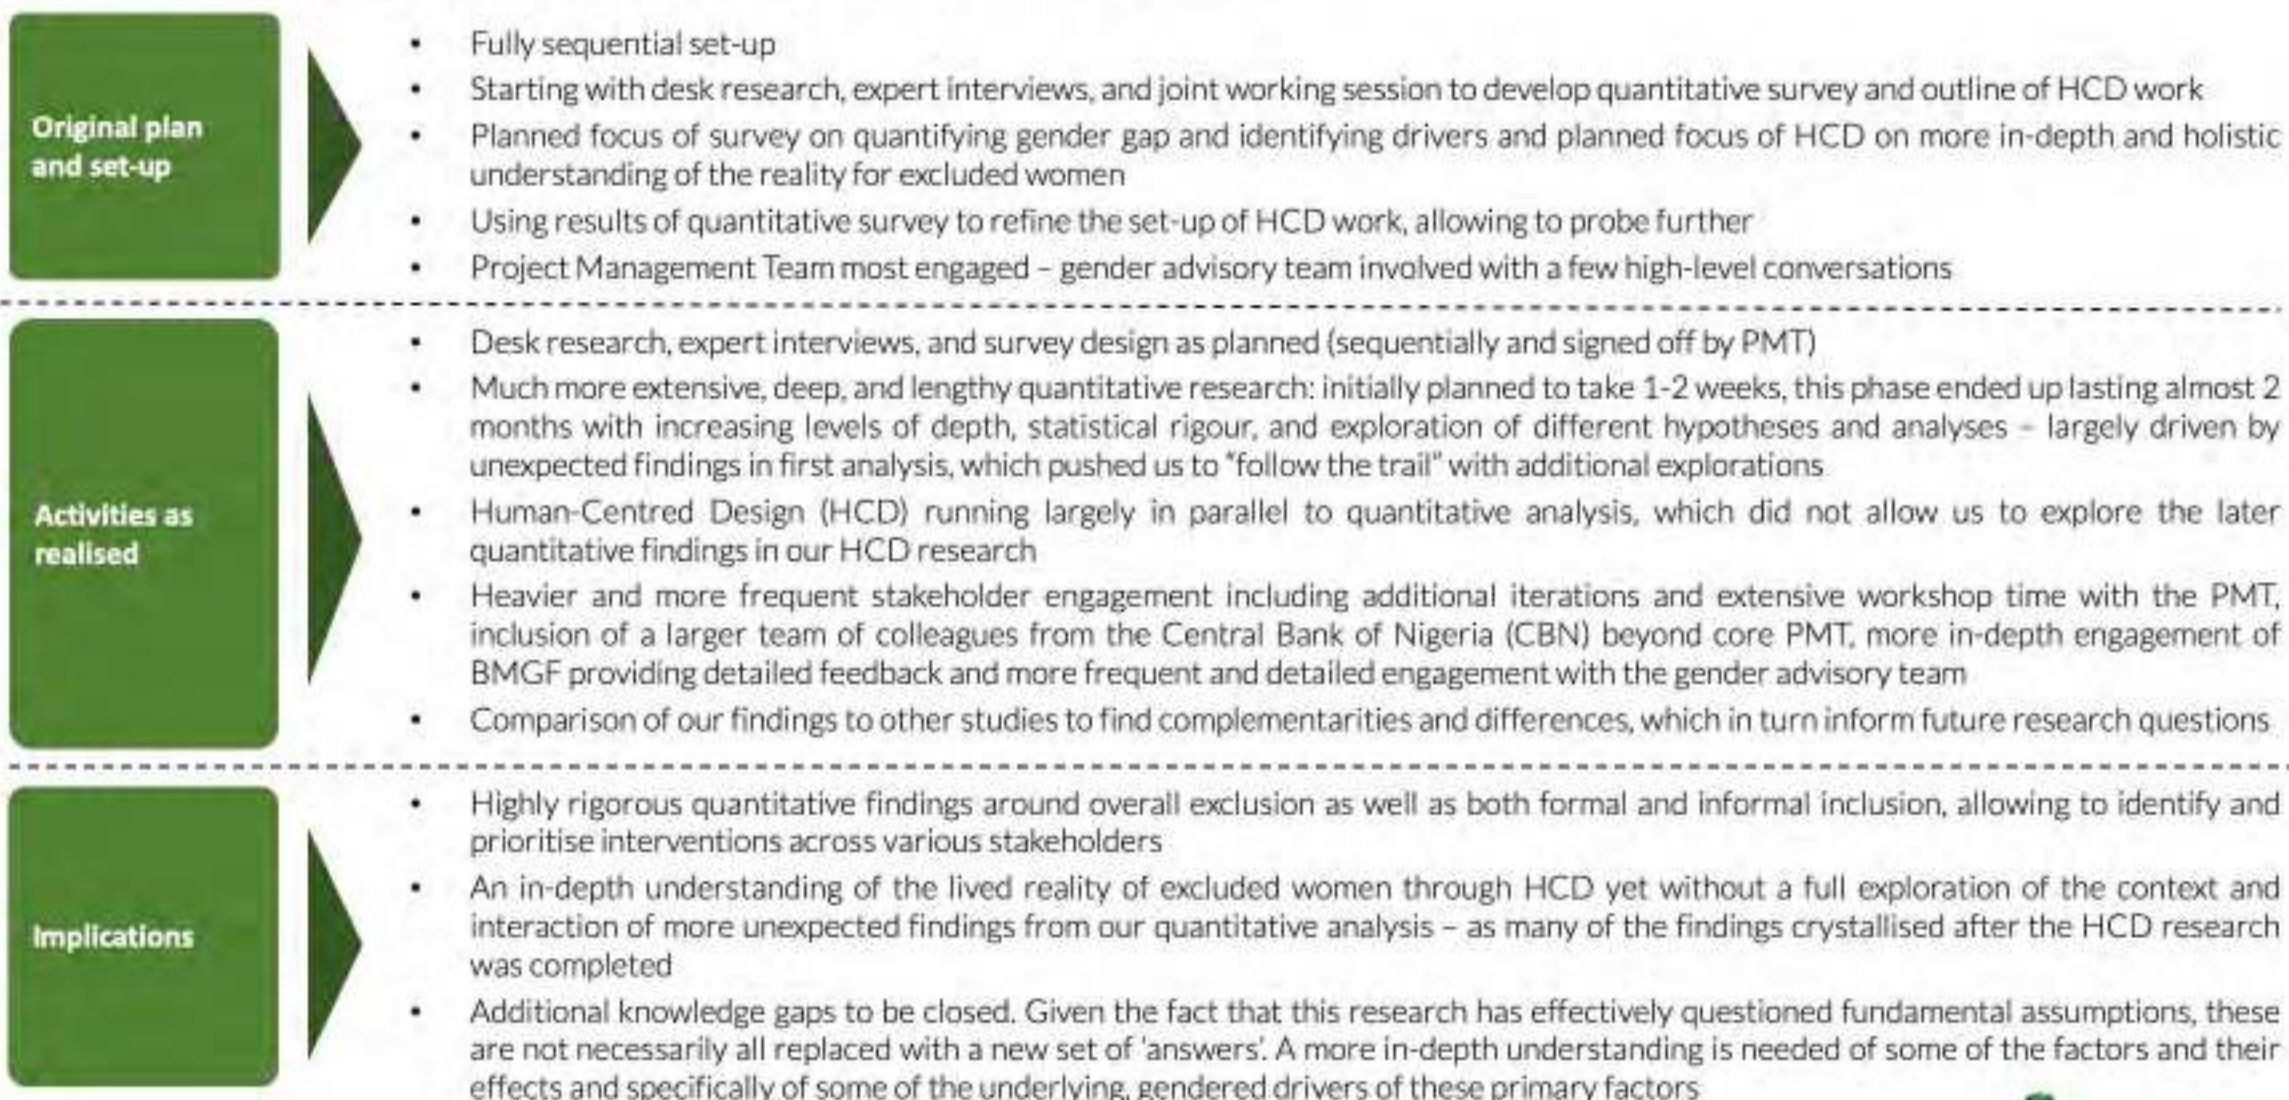 Original plan
and set-up
• Fully sequential set-up
• Starting with desk research, expert interviews, and joint working session to develop quantitative survey and outline of HCD work
• Planned focus of survey on quantifying gender gap and identifying drivers and planned focus of HCD on more in-depth and holistic
understanding of the reality for excluded women
• Using results of quantitative survey to refine the set-up of HCD work, allowing to probe further
• Project Management Team most engaged – gender advisory team involved with a few high-level conversations
Activities as
realised
• Desk research, expert interviews, and survey design as planned (sequentially and signed off by PMT)
• Much more extensive, deep, and lengthy quantitative research: initially planned to take 1-2 weeks, this phase ended up lasting almost 2
months with increasing levels of depth, statistical rigour, and exploration of different hypotheses and analyses – largely driven by
unexpected findings in first analysis, which pushed us to "follow the trail" with additional explorations
• Human-Centred Design (HCD) running largely in parallel to quantitative analysis, which did not allow us to explore the later
quantitative findings in our HCD research
• Heavier and more frequent stakeholder engagement including additional iterations and extensive workshop time with the PMT,
inclusion of a larger team of colleagues from the Central Bank of Nigeria (CBN) beyond core PMT, more in-depth engagement of
BMGF providing detailed feedback and more frequent and detailed engagement with the gender advisory team
• Comparison of our findings to other studies to find complementarities and differences, which in turn inform future research questions
Implications
• Highly rigorous quantitative findings around overall exclusion as well as both formal and informal inclusion, allowing to identify and
prioritise interventions across various stakeholders
• An in-depth understanding of the lived reality of excluded women through HCD yet without a full exploration of the context and
interaction of more unexpected findings from our quantitative analysis – as many of the findings crystallised after the HCD research
was completed
• Additional knowledge gaps to be closed. Given the fact that this research has effectively questioned fundamental assumptions, these
are not necessarily all replaced with a new set of 'answers'. A more in-depth understanding is needed of some of the factors and their
effects and specifically of some of the underlying, gendered drivers of these primary factors